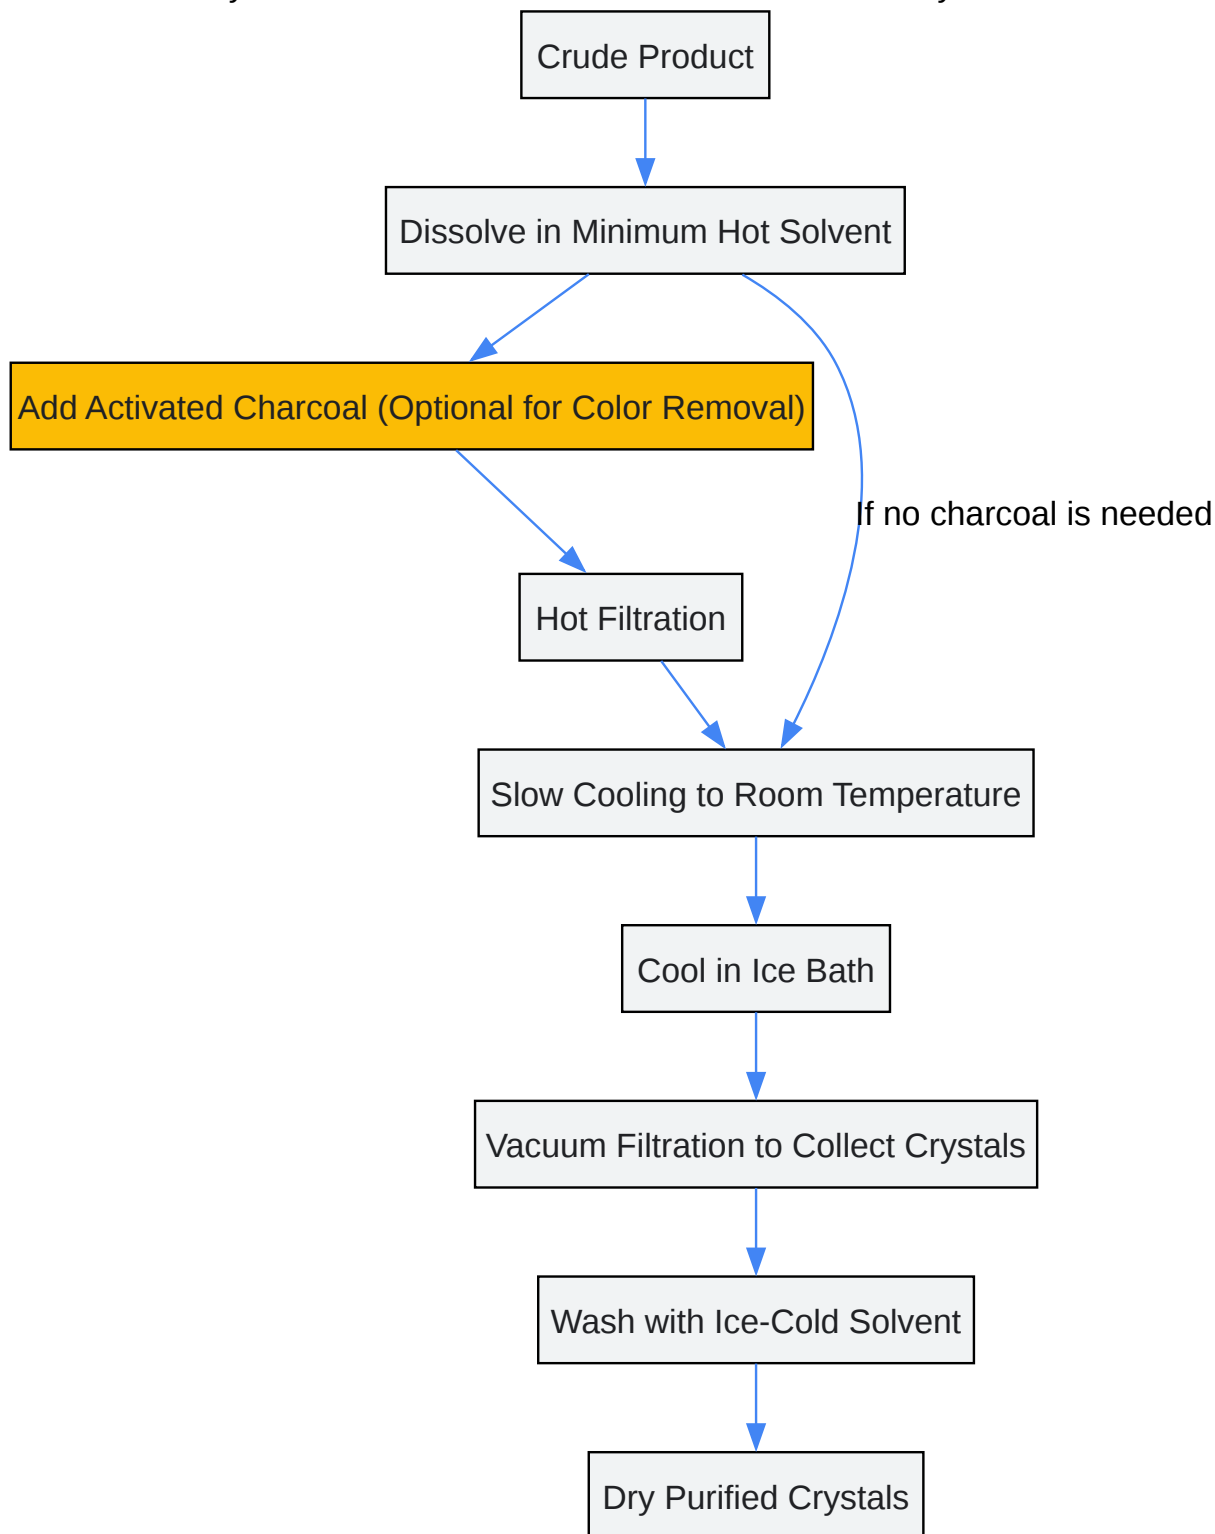 Crude Product
Dissolve in Minimum Hot Solvent
Add Activated Charcoal (Optional for Color Removal)
If no charcoal is needed
Hot Filtration
Slow Cooling to Room Temperature
Cool in Ice Bath
Vacuum Filtration to Collect Crystals
Wash with Ice-Cold Solvent
Dry Purified Crystals